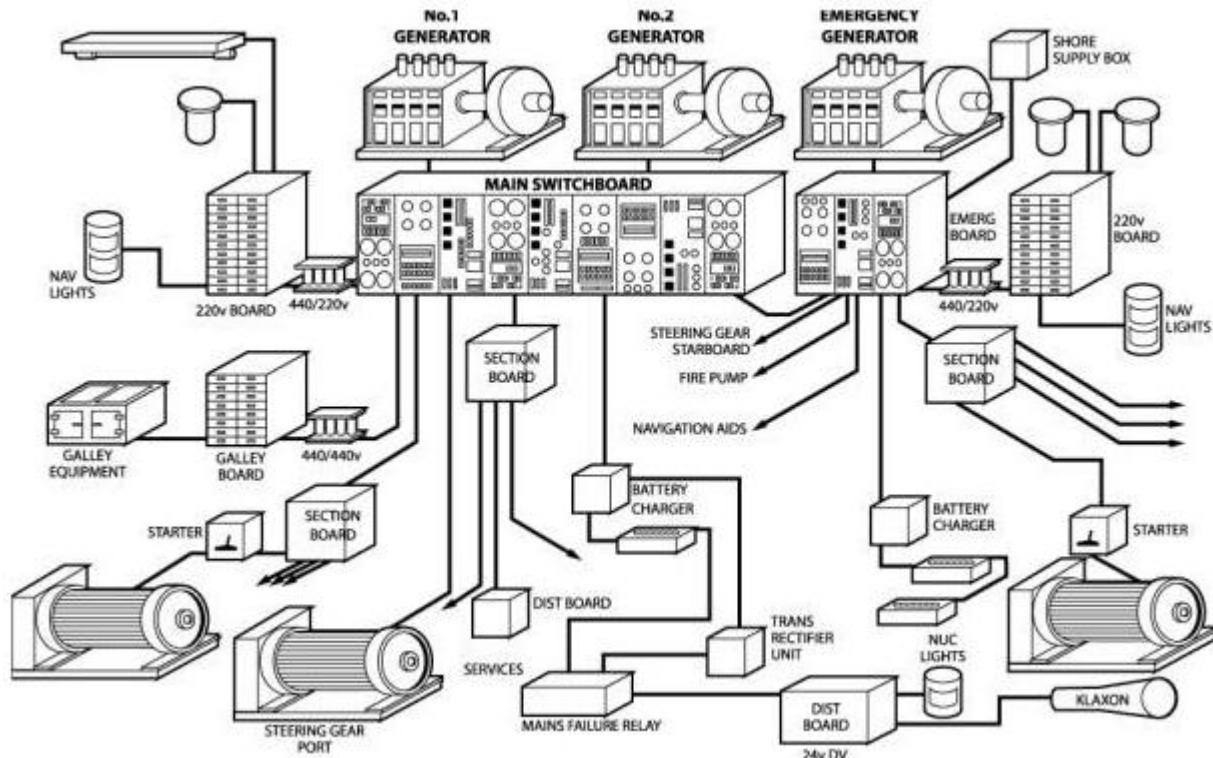 No.1
GENERATOR
No.2
GENERATOR
EMERGENCY
GENERATOR
SHORE
SUPPLY BOX
MAIN SWITCHBOARD
NAV
LIGHTS
220v BOARD
440/220v
EMERG
BOARD
220v
BOARD
440/220v
NAV
LIGHTS
STEERING GEAR
STARBOARD
FIRE PUMP
NAVIGATION AIDS
SECTION
BOARD
SECTION
BOARD
GALLEY
EQUIPMENT
GALLEY
BOARD
440/440v
SECTION
BOARD
STARTER
BATTERY
CHARGER
BATTERY
CHARGER
STARTER
DIST BOARD
SERVICES
TRANS
RECTIFIER
UNIT
NUC
LIGHTS
MAINS FAILURE RELAY
DIST
BOARD
24v DV
KLAXON
STEERING GEAR
PORT